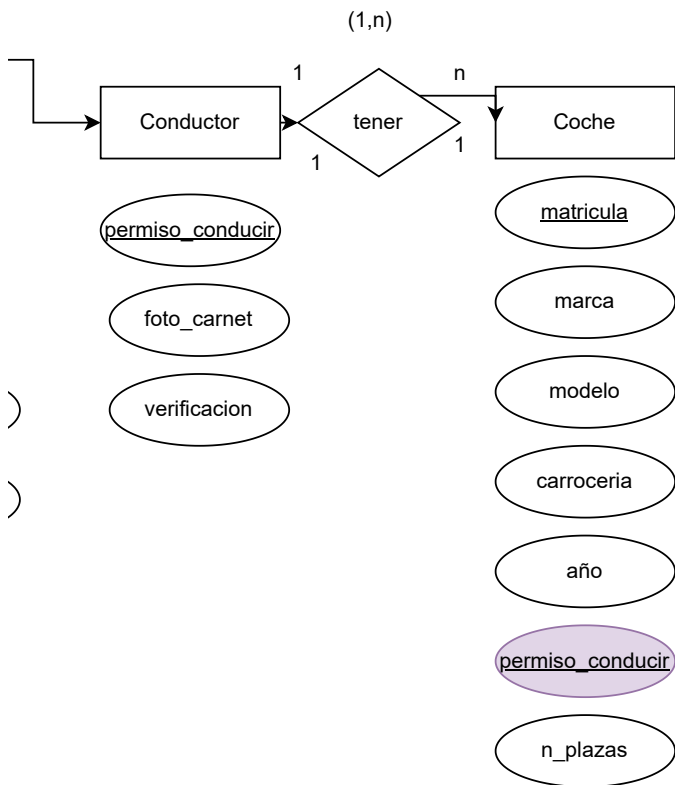 (1,n)
1
n
Conductor
tener
Coche
1
1
permiso_conducir
matricula
foto_carnet
marca
verificacion
modelo
carroceria
año
permiso_conducir
n_plazas